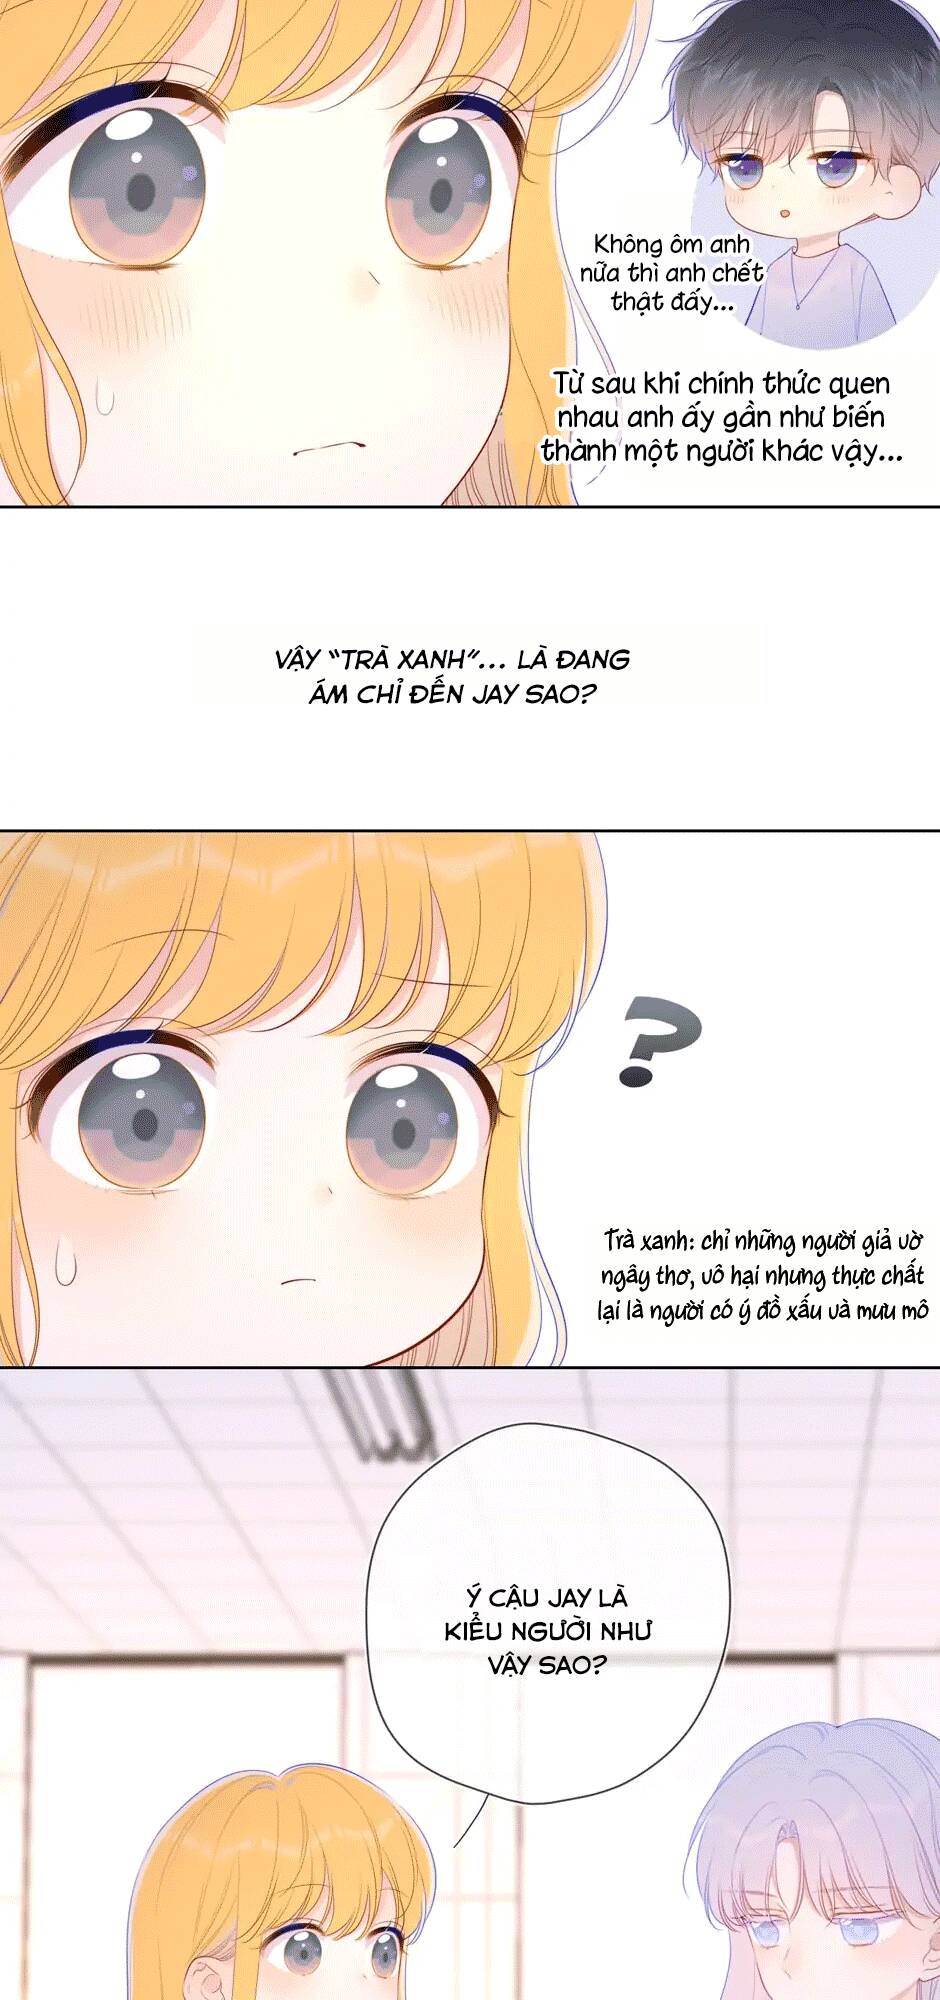 Không ôm anh
nữa thì anh chết
thật đấy...
Từ sau khi chính thức quen
nhau anh ấy gần như biến
thành một người khác vậy...
VẬY “TRÀ XANH”... LÀ ĐANG
ÁM CHỈ ĐẾN JAY SAO?
?
Trà xanh: chỉ những người giả vờ
ngây thơ, vô hại nhưng thực chất
lại là người có ý đồ xấu và mưu mô
Ý CẬU JAY LÀ
KIỂU NGƯỜI NHƯ
VẬY SAO?